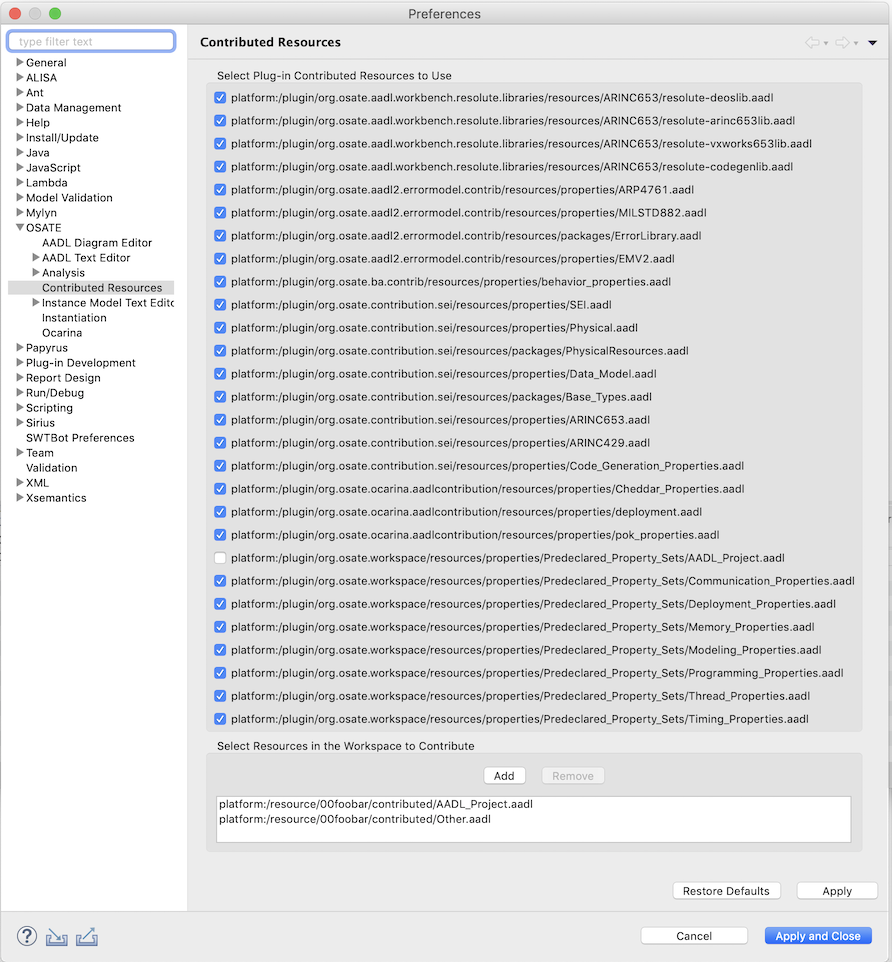 Preferences
type filter text
General
ALISA
Ant
Data Management
Help
Install/Update
Java
JavaScript
Lambda
Model Validation
Mylyn
OSATE
AADL Diagram Editor
AADL Text Editor
Analysis
Contributed Resources
Instance Model Text Edito
Instantiation
Ocarina
Papyrus
Plug-in Development
Report Design
Run/Debug
Scripting
Sirius
SWTBot Preferences
Team
Validation
XML
Xsemantics
Contributed Resources
Select Plug-in Contributed Resources to Use
platform:/plugin/org.osate.aadl.workbench.resolute.libraries/resources/ARINC653/resolute-deoslib.aadl
platform:/plugin/org.osate.aadl.workbench.resolute.libraries/resources/ARINC653/resolute-arinc653lib.aadl
platform:/plugin/org.osate.aadl.workbench.resolute.libraries/resources/ARINC653/resolute-vxworks653lib.aadl
platform:/plugin/org.osate.aadl.workbench.resolute.libraries/resources/ARINC653/resolute-codegenlib.aadl
platform:/plugin/org.osate.aadl2.errormodel.contrib/resources/properties/ARP4761.aadl
platform:/plugin/org.osate.aadl2.errormodel.contrib/resources/properties/MILSTD882.aadl
platform:/plugin/org.osate.aadl2.errormodel.contrib/resources/packages/ErrorLibrary.aadl
platform:/plugin/org.osate.aadl2.errormodel.contrib/resources/properties/EMV2.aadl
platform:/plugin/org.osate.ba.contrib/resources/properties/behavior_properties.aadl
platform:/plugin/org.osate.contribution.sei/resources/properties/SEI.aadl
platform:/plugin/org.osate.contribution.sei/resources/properties/Physical.aadl
platform:/plugin/org.osate.contribution.sei/resources/packages/PhysicalResources.aadl
platform:/plugin/org.osate.contribution.sei/resources/properties/Data_Model.aadl
platform:/plugin/org.osate.contribution.sei/resources/packages/Base_Types.aadl
platform:/plugin/org.osate.contribution.sei/resources/properties/ARINC653.aadl
platform:/plugin/org.osate.contribution.sei/resources/properties/ARINC429.aadl
platform:/plugin/org.osate.contribution.sei/resources/properties/Code_Generation_Properties.aadl
platform:/plugin/org.osate.ocarina.aadlcontribution/resources/properties/Cheddar_Properties.aadl
platform:/plugin/org.osate.ocarina.aadlcontribution/resources/properties/deployment.aadl
platform:/plugin/org.osate.ocarina.aadlcontribution/resources/properties/pok_properties.aadl
platform:/plugin/org.osate.workspace/resources/properties/Predeclared_Property_Sets/AADL_Project.aadl
platform:/plugin/org.osate.workspace/resources/properties/Predeclared_Property_Sets/Communication_Properties.aadl
platform:/plugin/org.osate.workspace/resources/properties/Predeclared_Property_Sets/Deployment_Properties.aadl
platform:/plugin/org.osate.workspace/resources/properties/Predeclared_Property_Sets/Memory_Properties.aadl
platform:/plugin/org.osate.workspace/resources/properties/Predeclared_Property_Sets/Modeling_Properties.aadl
platform:/plugin/org.osate.workspace/resources/properties/Predeclared_Property_Sets/Programming_Properties.aadl
platform:/plugin/org.osate.workspace/resources/properties/Predeclared_Property_Sets/Thread_Properties.aadl
platform:/plugin/org.osate.workspace/resources/properties/Predeclared_Property_Sets/Timing_Properties.aadl
Select Resources in the Workspace to Contribute
Add Remove
platform:/resource/00foobar/contributed/AADL_Project.aadl
platform:/resource/00foobar/contributed/Other.aadl
Restore Defaults Apply
? Cancel Apply and Close